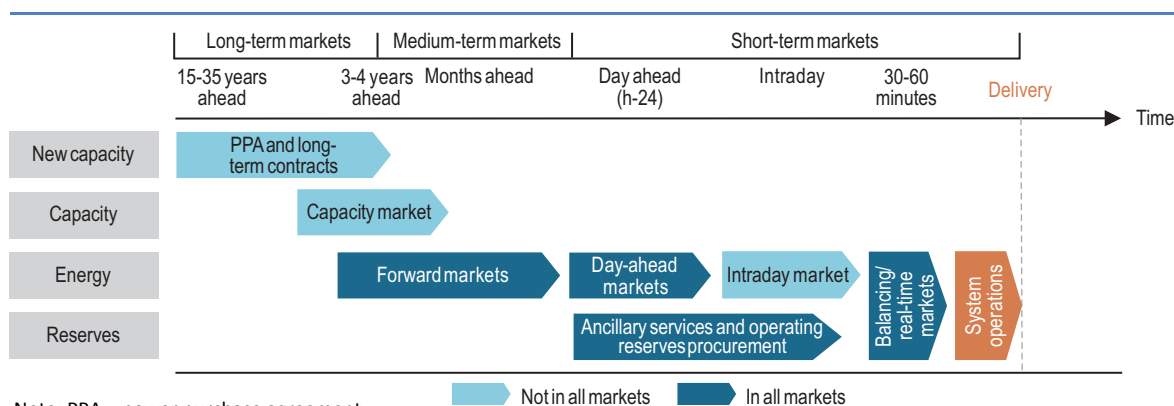 Long-term markets
Medium-term markets
Short-term markets
15-35 years
ahead
3-4 years
ahead
Months ahead
Day ahead
(h-24)
Intraday
30-60
minutes
Delivery
Time
New capacity
PPA and long-
term contracts
Capacity
Capacity market
Energy
Forward markets
Day-ahead
markets
Intraday market
Balancing/
real-time
markets
System
operations
Reserves
Ancillary services and operating
reserves procurement
Not in all markets
In all markets